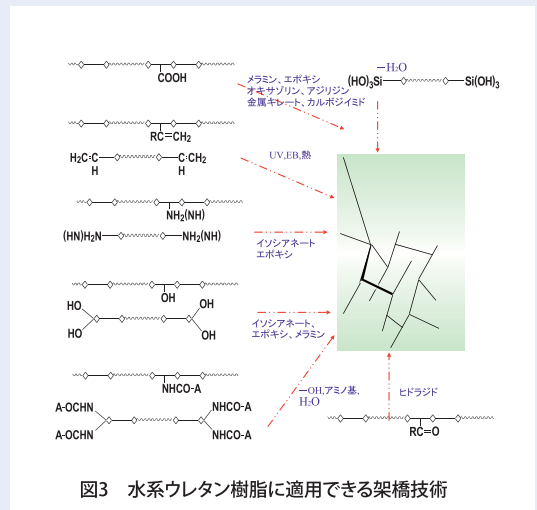 COOH
メラミン、エポキシ
オキサゾリン、アジリジン
金属キレート、カルボジイミド
−H₂O
(HO)₃Si
Si(OH)₃
RC=CH₂
H₂C:C
H
C:CH₂
H
UV,EB,熱
NH₂(NH)
(HN)H₂N
NH₂(NH)
イソシアネート
エポキシ
OH
HO
HO
OH
OH
イソシアネート、
エポキシ、メラミン
NHCO-A
A-OCHN
A-OCHN
NHCO-A
NHCO-A
−OH,アミノ基,
H₂O
ヒドラジド
RC=O
図3 水系ウレタン樹脂に適用できる架橋技術